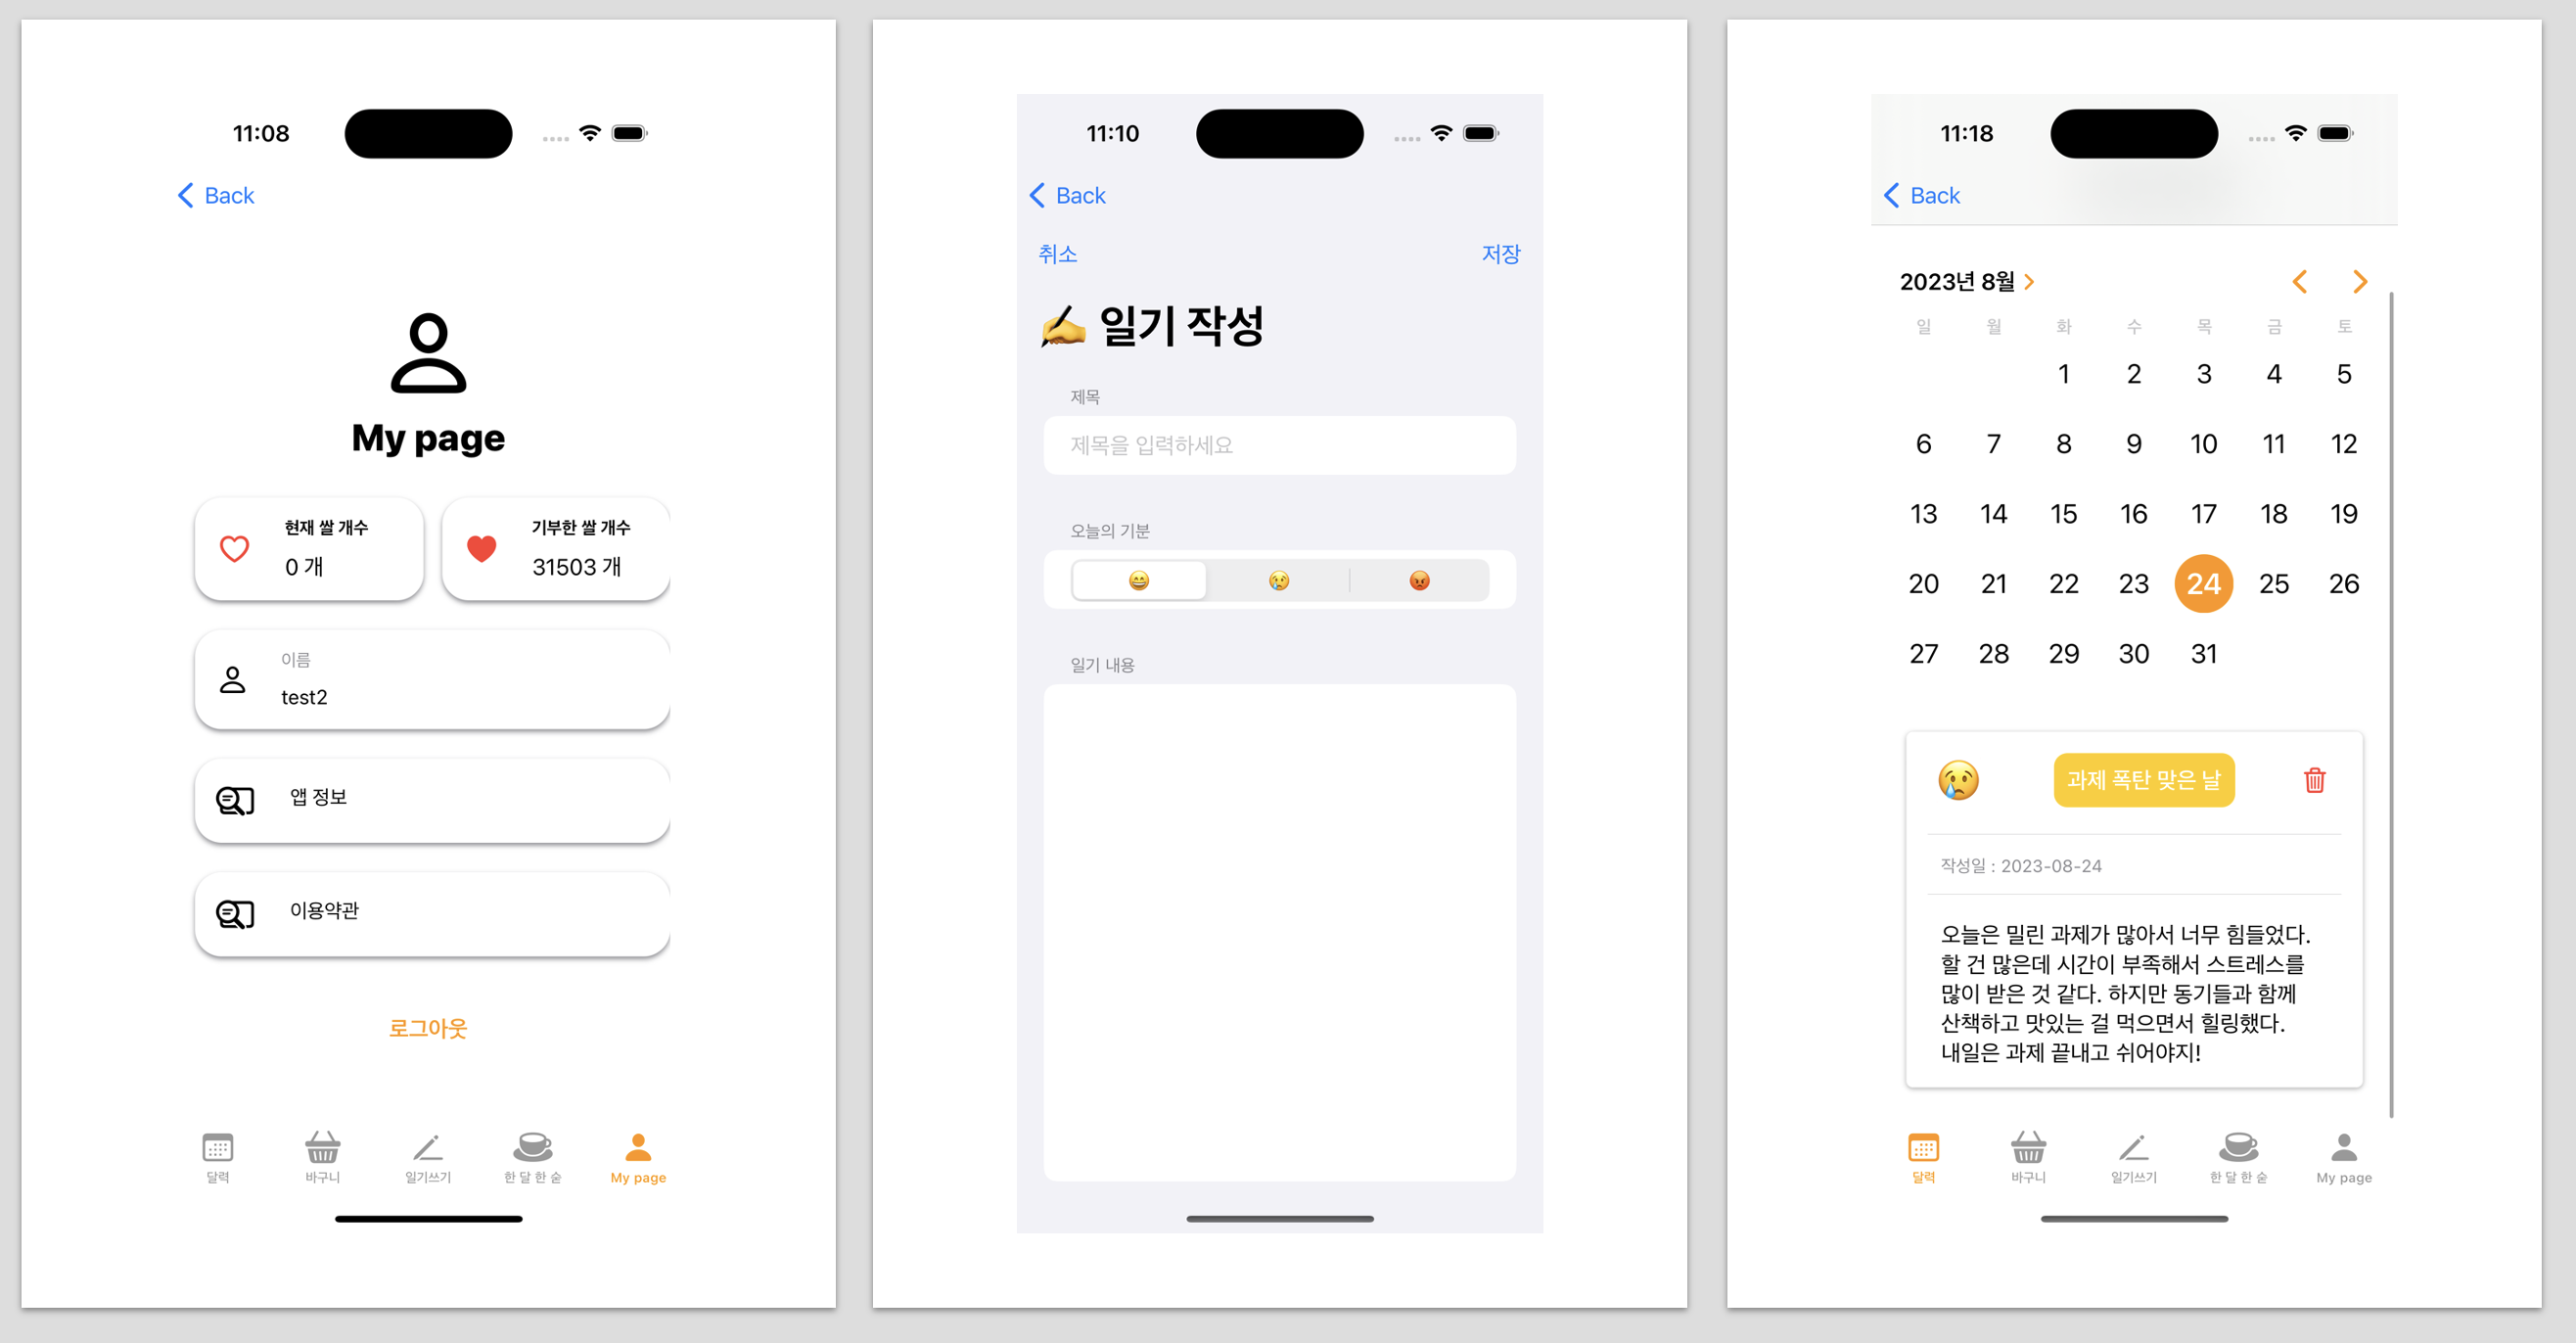 11:08
Back
My page
현재 쌀 개수
0 개
기부한 쌀 개수
31503 개
이름
test2
앱 정보
이용약관
로그아웃
달력 바구니 일기쓰기 한 달 한 숟 My page
11:10
Back
취소 저장
✍️ 일기 작성
제목
제목을 입력하세요
오늘의 기분
😄 😢 😡
일기 내용
11:18
Back
2023년 8월
일 월 화 수 목 금 토
1 2 3 4 5
6 7 8 9 10 11 12
13 14 15 16 17 18 19
20 21 22 23 24 25 26
27 28 29 30 31
😢 과제 폭탄 맞은 날
작성일 : 2023-08-24
오늘은 밀린 과제가 많아서 너무 힘들었다.
할 건 많은데 시간이 부족해서 스트레스를
많이 받은 것 같다. 하지만 동기들과 함께
산책하고 맛있는 걸 먹으면서 힐링했다.
내일은 과제 끝내고 쉬어야지!
달력 바구니 일기쓰기 한 달 한 숟 My page